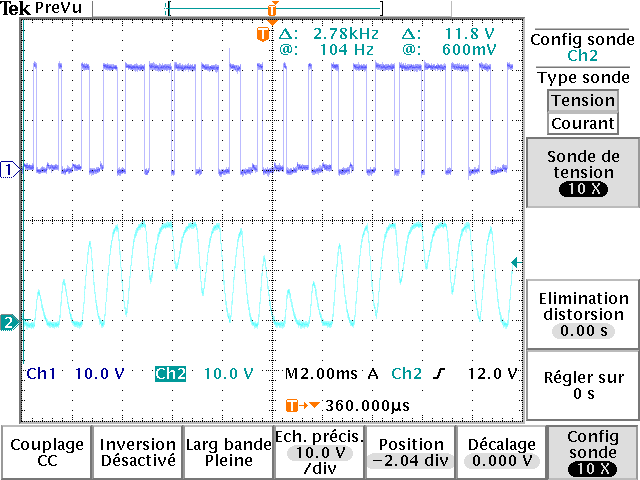 Tek PreVu
T
T
Δ: 2.78kHz Δ: 11.8 V
@: 104 Hz @: 600mV
1
2
Ch1 10.0 V Ch2 10.0 V M2.00ms A Ch2 12.0 V
T 360.000µs
Config sonde
Ch2
Type sonde
Tension
Courant
Sonde de
tension
10 X
Elimination
distorsion
0.00 s
Régler sur
0 s
Couplage
CC
Inversion
Désactivé
Larg bande
Pleine
Ech. précis.
10.0 V
/div
Position
-2.04 div
Décalage
0.000 V
Config
sonde
10 X